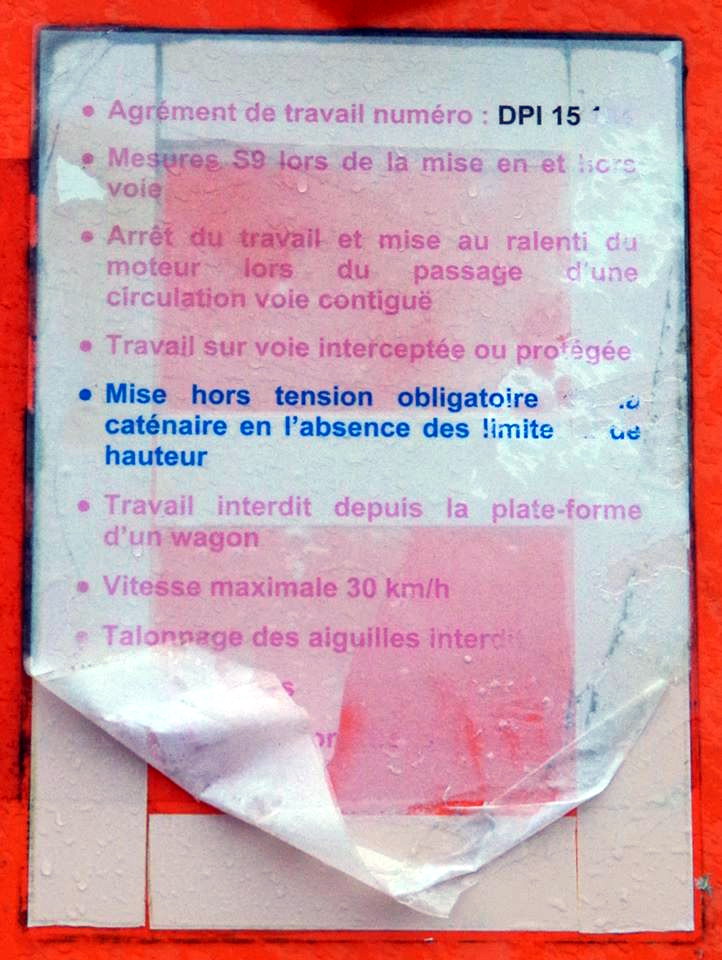 • Agrément de travail numéro : DPI 15
• Mesures S9 lors de la mise en et hors
voie
• Arrêt du travail et mise au ralenti du
moteur lors du passage d'une
circulation voie contiguë
• Travail sur voie interceptée ou protégée
• Mise hors tension obligatoire
caténaire en l'absence des limite de
hauteur
• Travail interdit depuis la plate-forme
d'un wagon
• Vitesse maximale 30 km/h
• Talonnage des aiguilles interdit